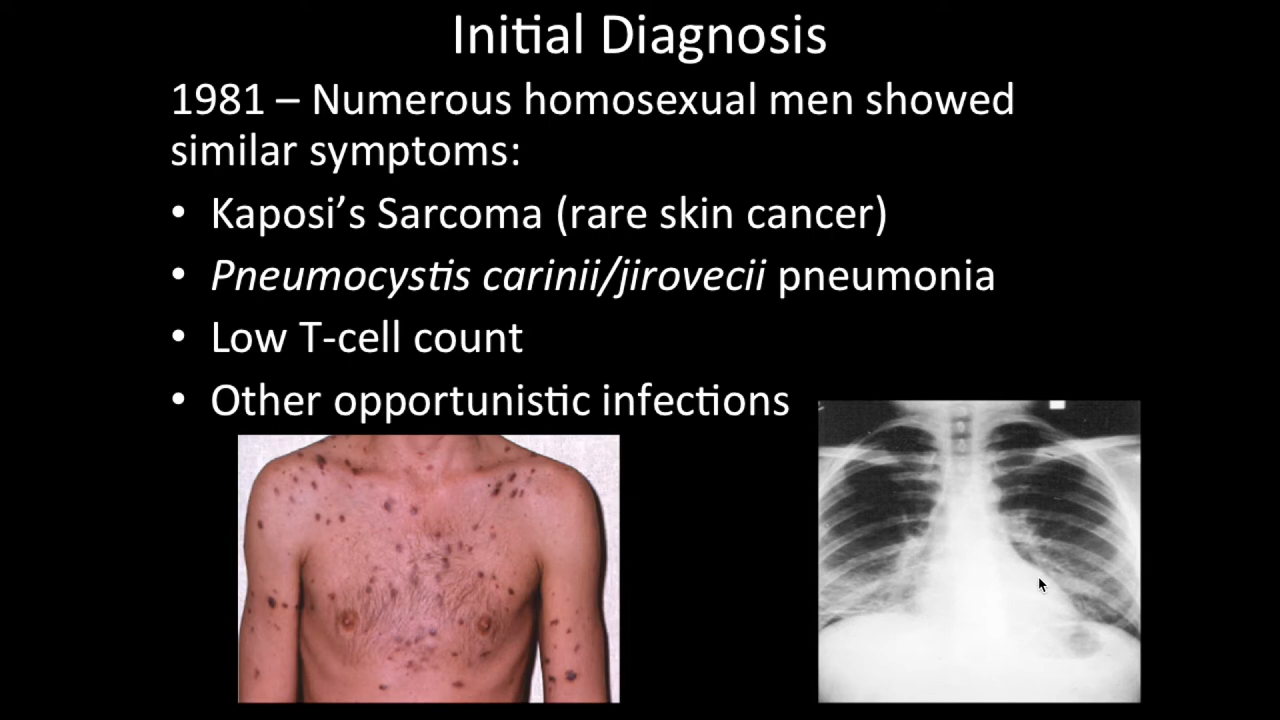 Initial Diagnosis
1981 – Numerous homosexual men showed
similar symptoms:
• Kaposi’s Sarcoma (rare skin cancer)
• Pneumocystis carinii/jirovecii pneumonia
• Low T-cell count
• Other opportunistic infections